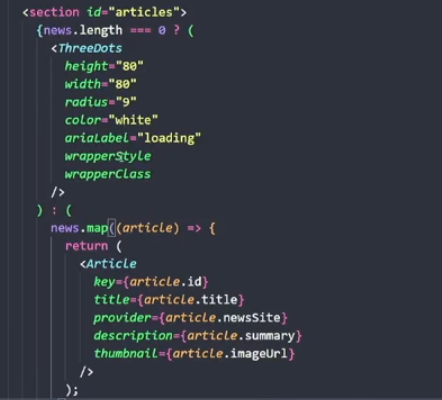 <section id="articles">
{news.length === 0 ? (
<ThreeDots
height="80"
width="80"
radius="9"
color="white"
ariaLabel="loading"
wrapperStyle
wrapperClass
/>
) : (
news.map((article) => {
return (
<Article
key={article.id}
title={article.title}
provider={article.newsSite}
description={article.summary}
thumbnail={article.imageUrl}
/>
);